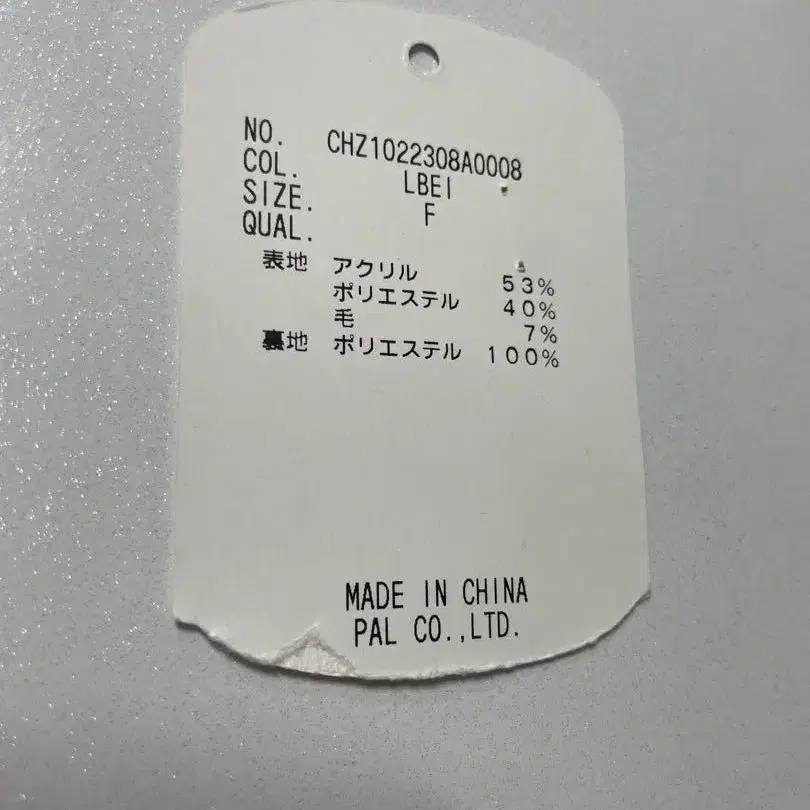 NO. CHZ1022308A0008
COL. LBEI
SIZE. F
QUAL.
表地 アクリル 53%
ポリエステル 40%
毛 7%
裏地 ポリエステル 100%
MADE IN CHINA
PAL CO.,LTD.